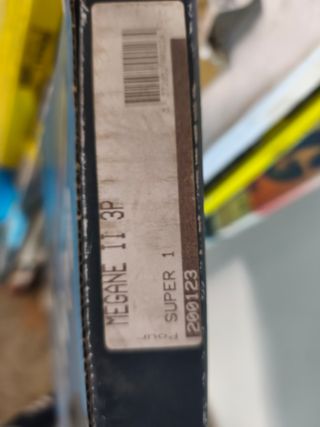 MEGANE II 3P
Pour
SUPER 1
200123